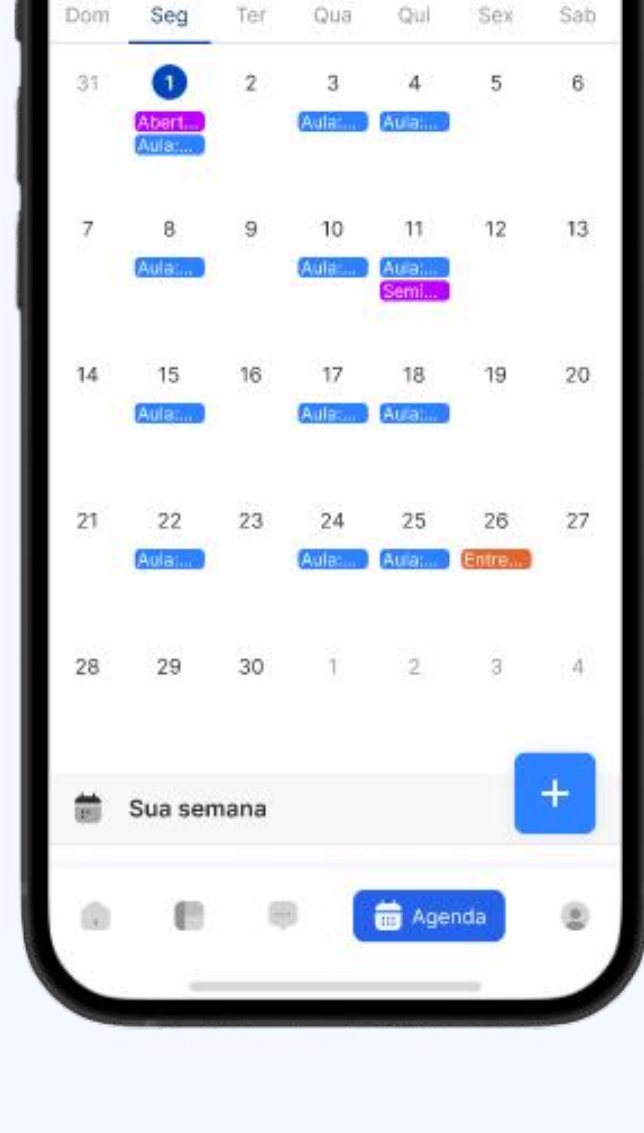 Dom Seg Ter Qua Qui Sex Sab
31 1 2 3 4 5 6
Abert... Aula:... Aula:...
Aula:...
7 8 9 10 11 12 13
Aula:... Aula:... Aula:...
Semi...
14 15 16 17 18 19 20
Aula:... Aula:... Aula:...
21 22 23 24 25 26 27
Aula:... Aula:... Aula:... Entre...
28 29 30 1 2 3 4
Sua semana +
Agenda